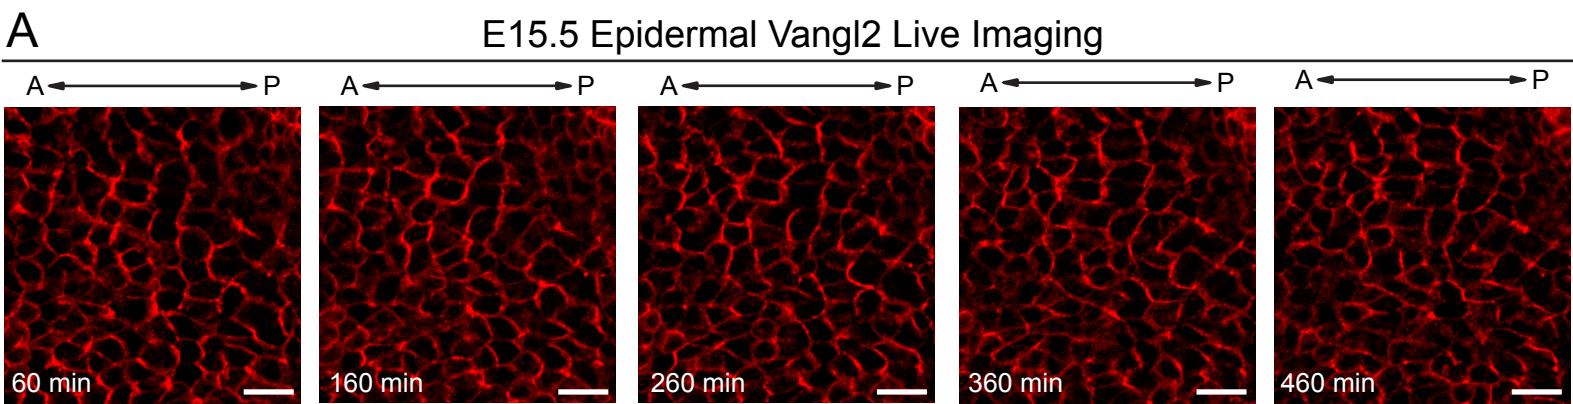 A
E15.5 Epidermal Vangl2 Live Imaging
A P A P A P A P A P
60 min 160 min 260 min 360 min 460 min